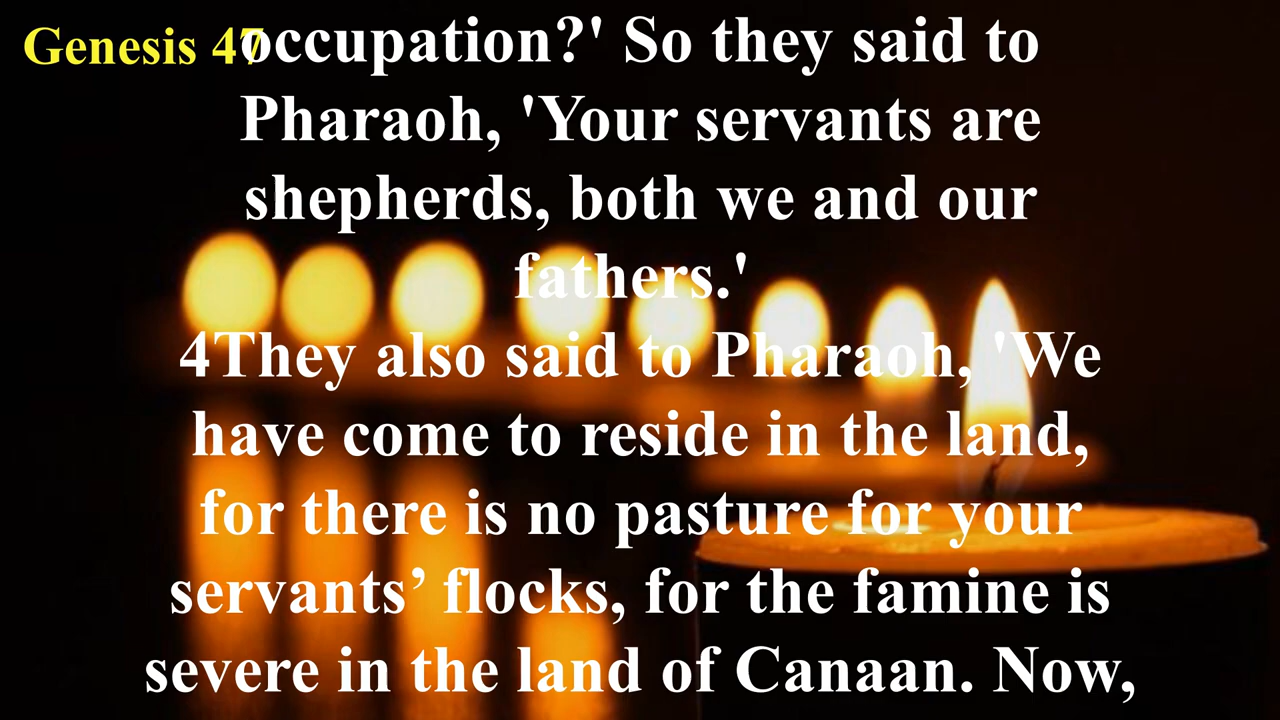 Genesis 47
occupation?' So they said to
Pharaoh, 'Your servants are
shepherds, both we and our
fathers.'
4They also said to Pharaoh, 'We
have come to reside in the land,
for there is no pasture for your
servants’ flocks, for the famine is
severe in the land of Canaan. Now,